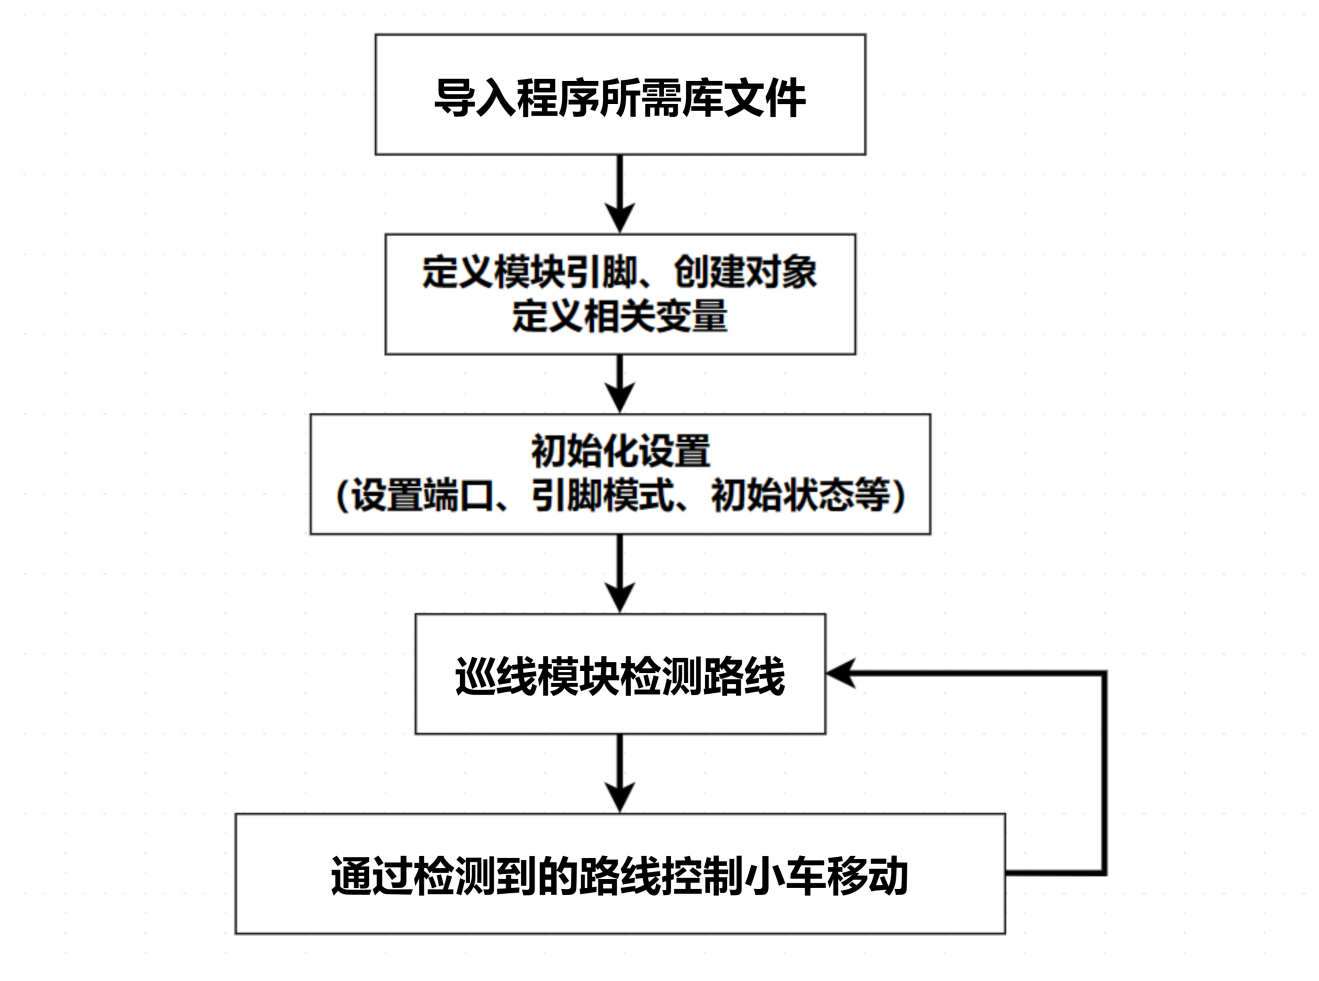 导入程序所需库文件
定义模块引脚、创建对象
定义相关变量
初始化设置
（设置端口、引脚模式、初始状态等）
巡线模块检测路线
通过检测到的路线控制小车移动